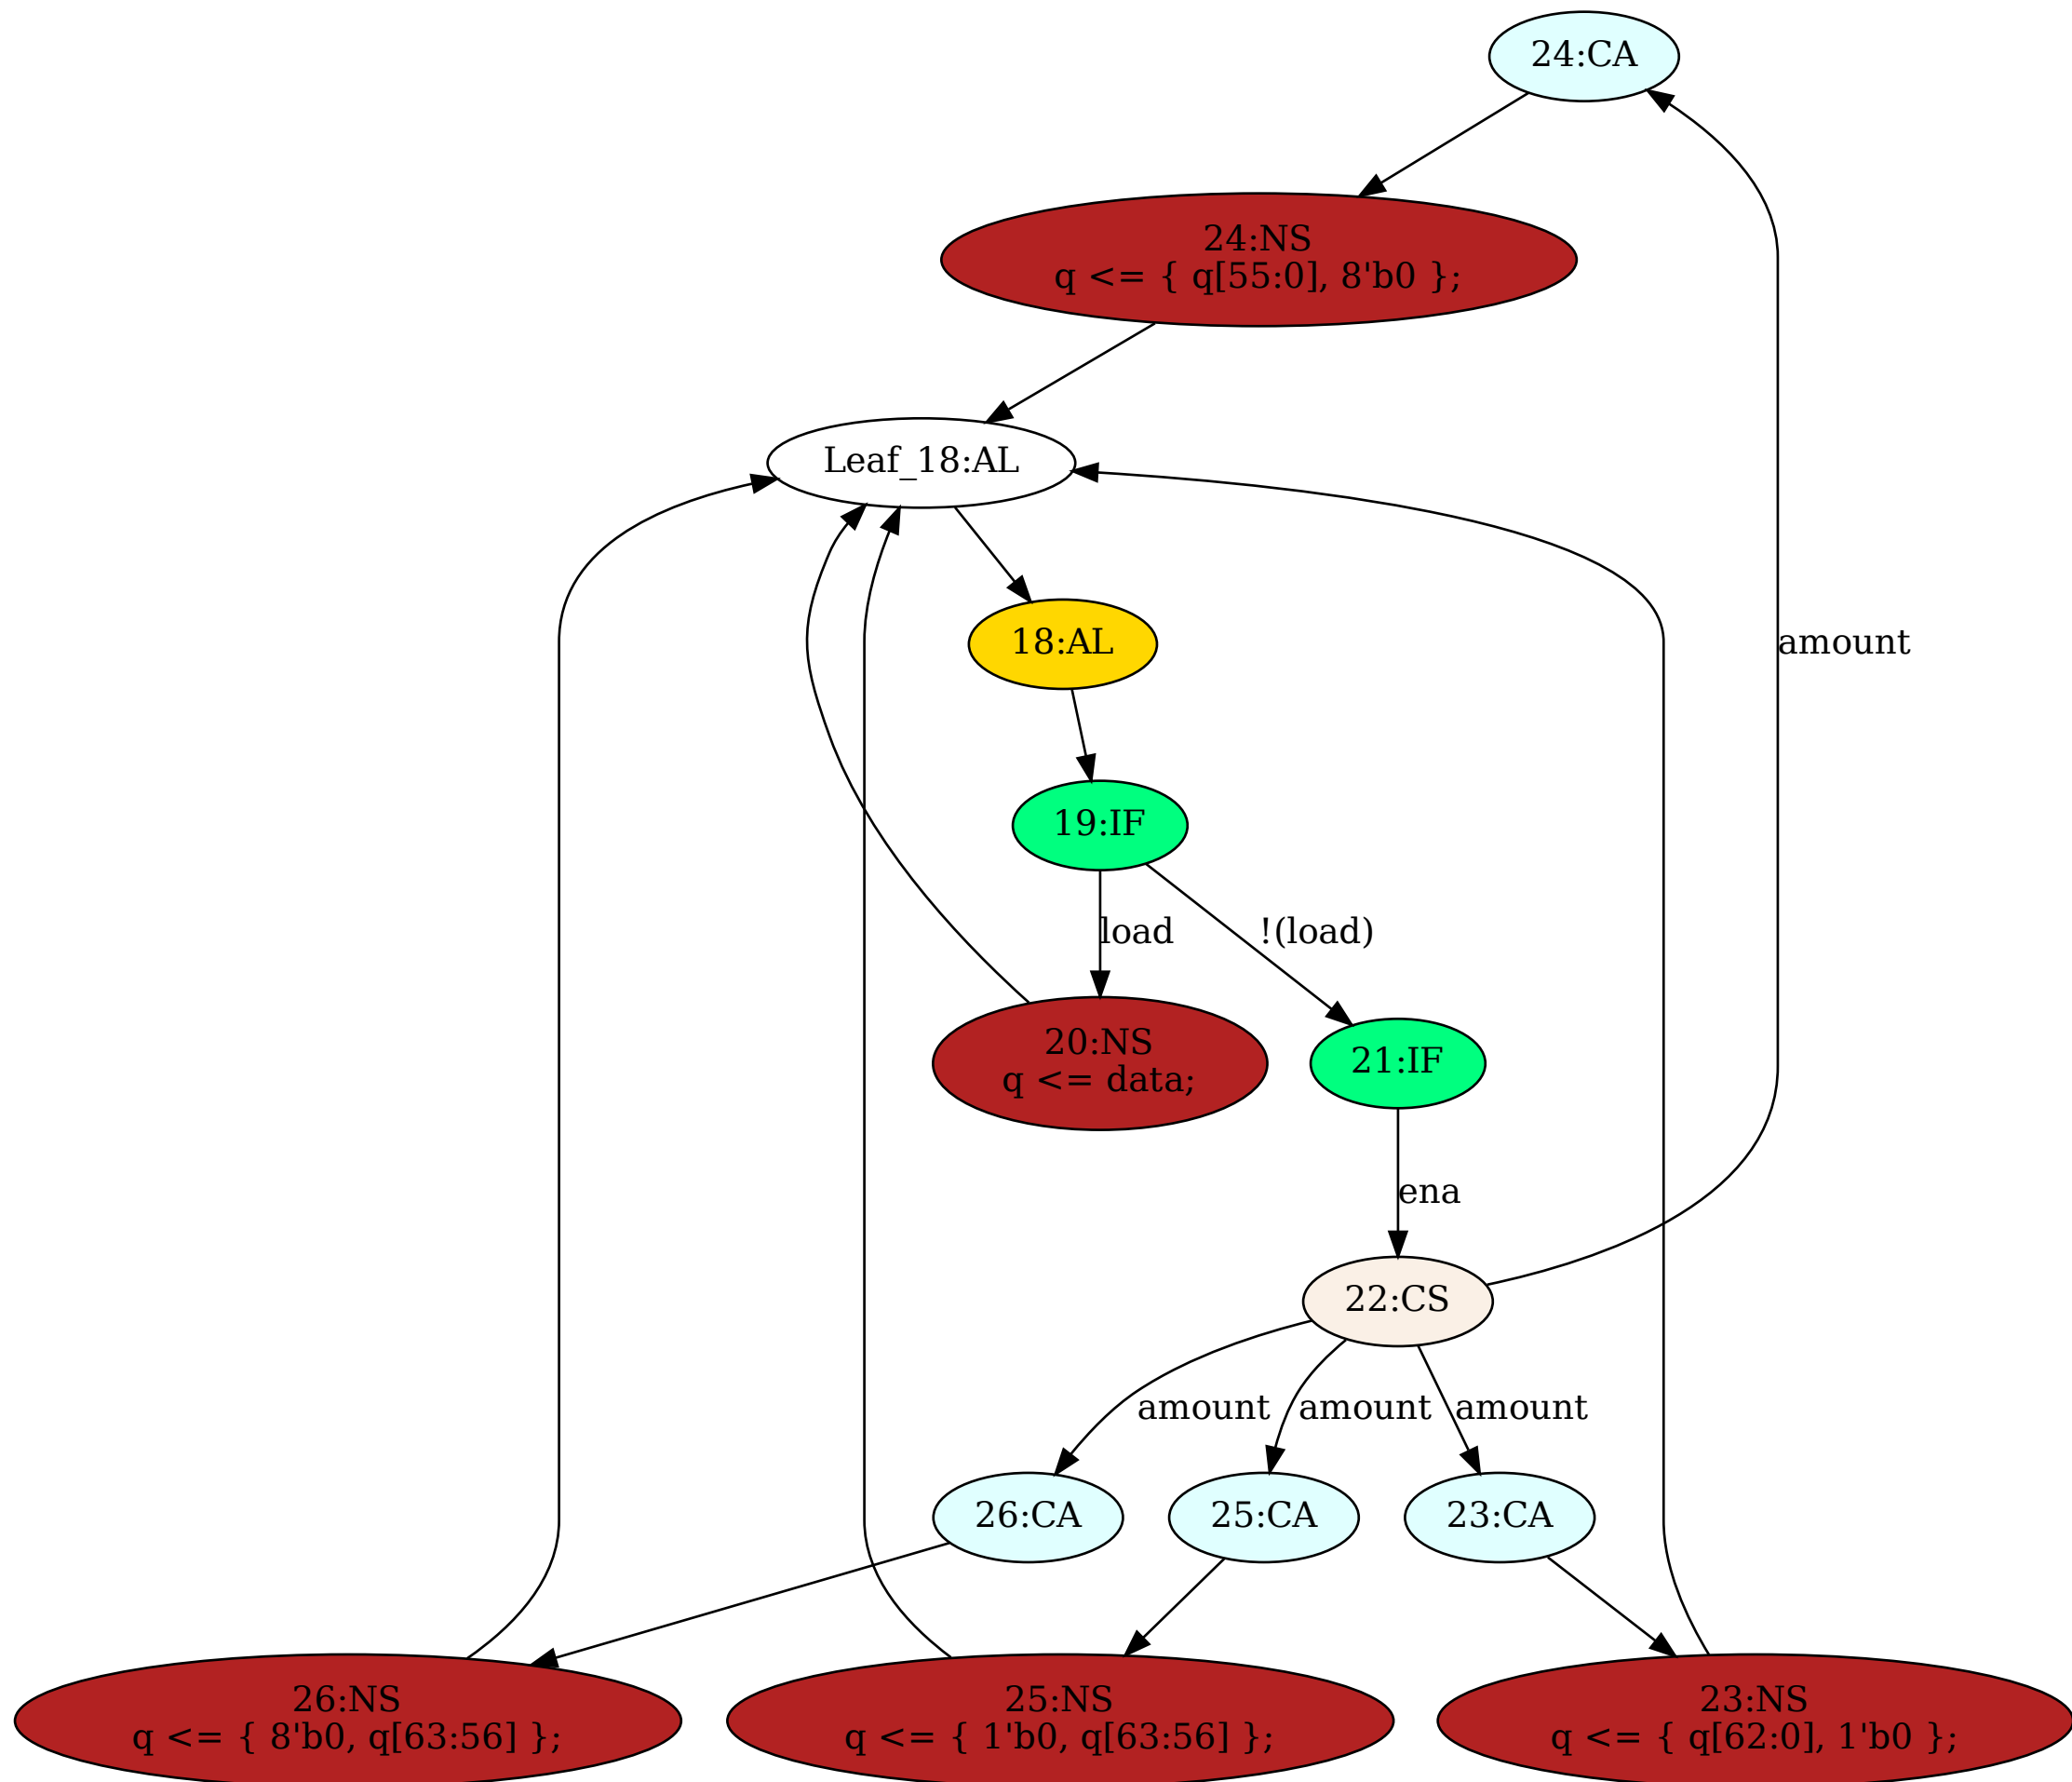 24:CA
24:NS
q <= { q[55:0], 8'b0 };
Leaf_18:AL
18:AL
amount
19:IF
load
!(load)
20:NS
q <= data;
21:IF
ena
22:CS
amount
amount
amount
26:CA
25:CA
23:CA
26:NS
q <= { 8'b0, q[63:56] };
25:NS
q <= { 1'b0, q[63:56] };
23:NS
q <= { q[62:0], 1'b0 };